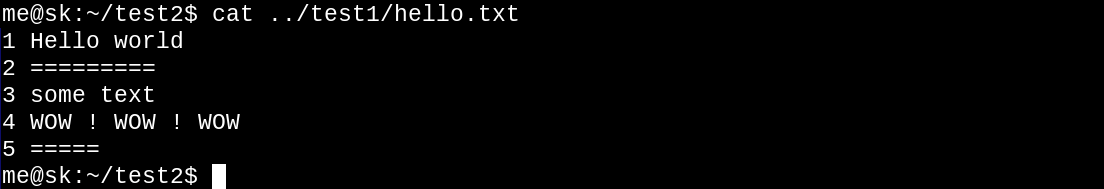 me@sk:~/test2$ cat ../test1/hello.txt
1 Hello world
2 =========
3 some text
4 WOW ! WOW ! WOW
5 =====
me@sk:~/test2$